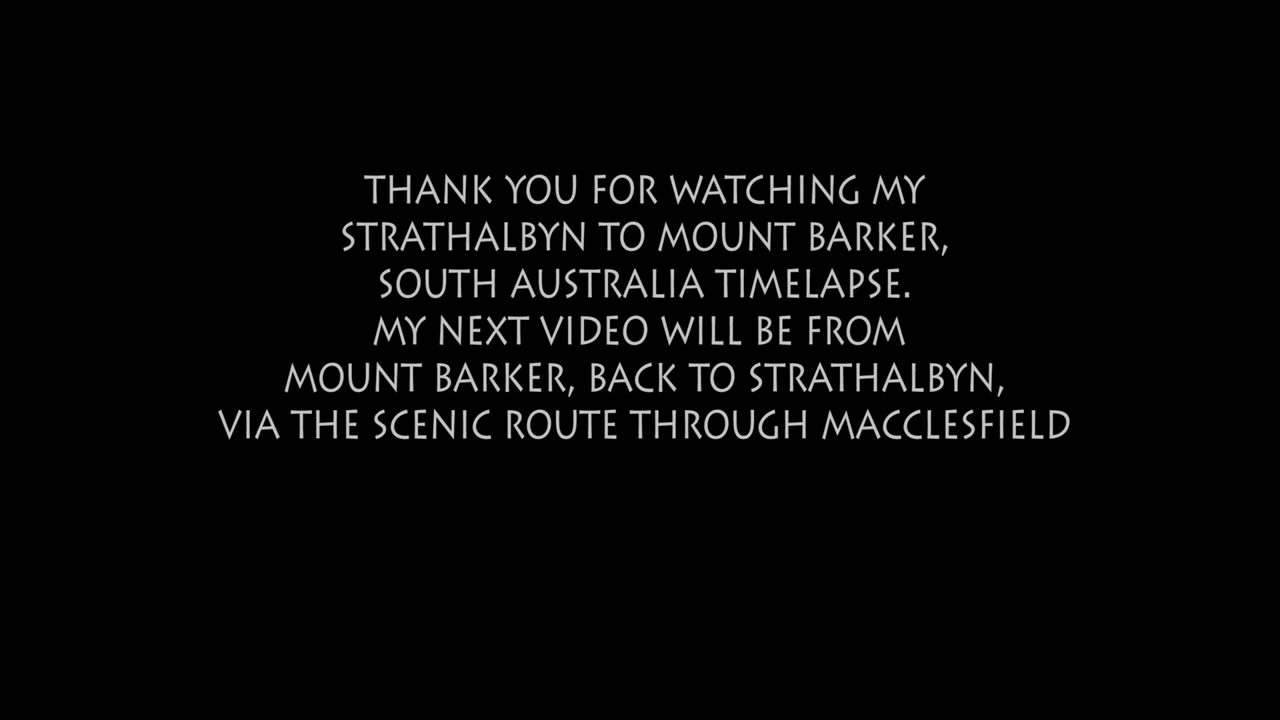 THANK YOU FOR WATCHING MY
STRATHALBYN TO MOUNT BARKER,
SOUTH AUSTRALIA TIMELAPSE.
MY NEXT VIDEO WILL BE FROM
MOUNT BARKER, BACK TO STRATHALBYN,
VIA THE SCENIC ROUTE THROUGH MACCLESFIELD